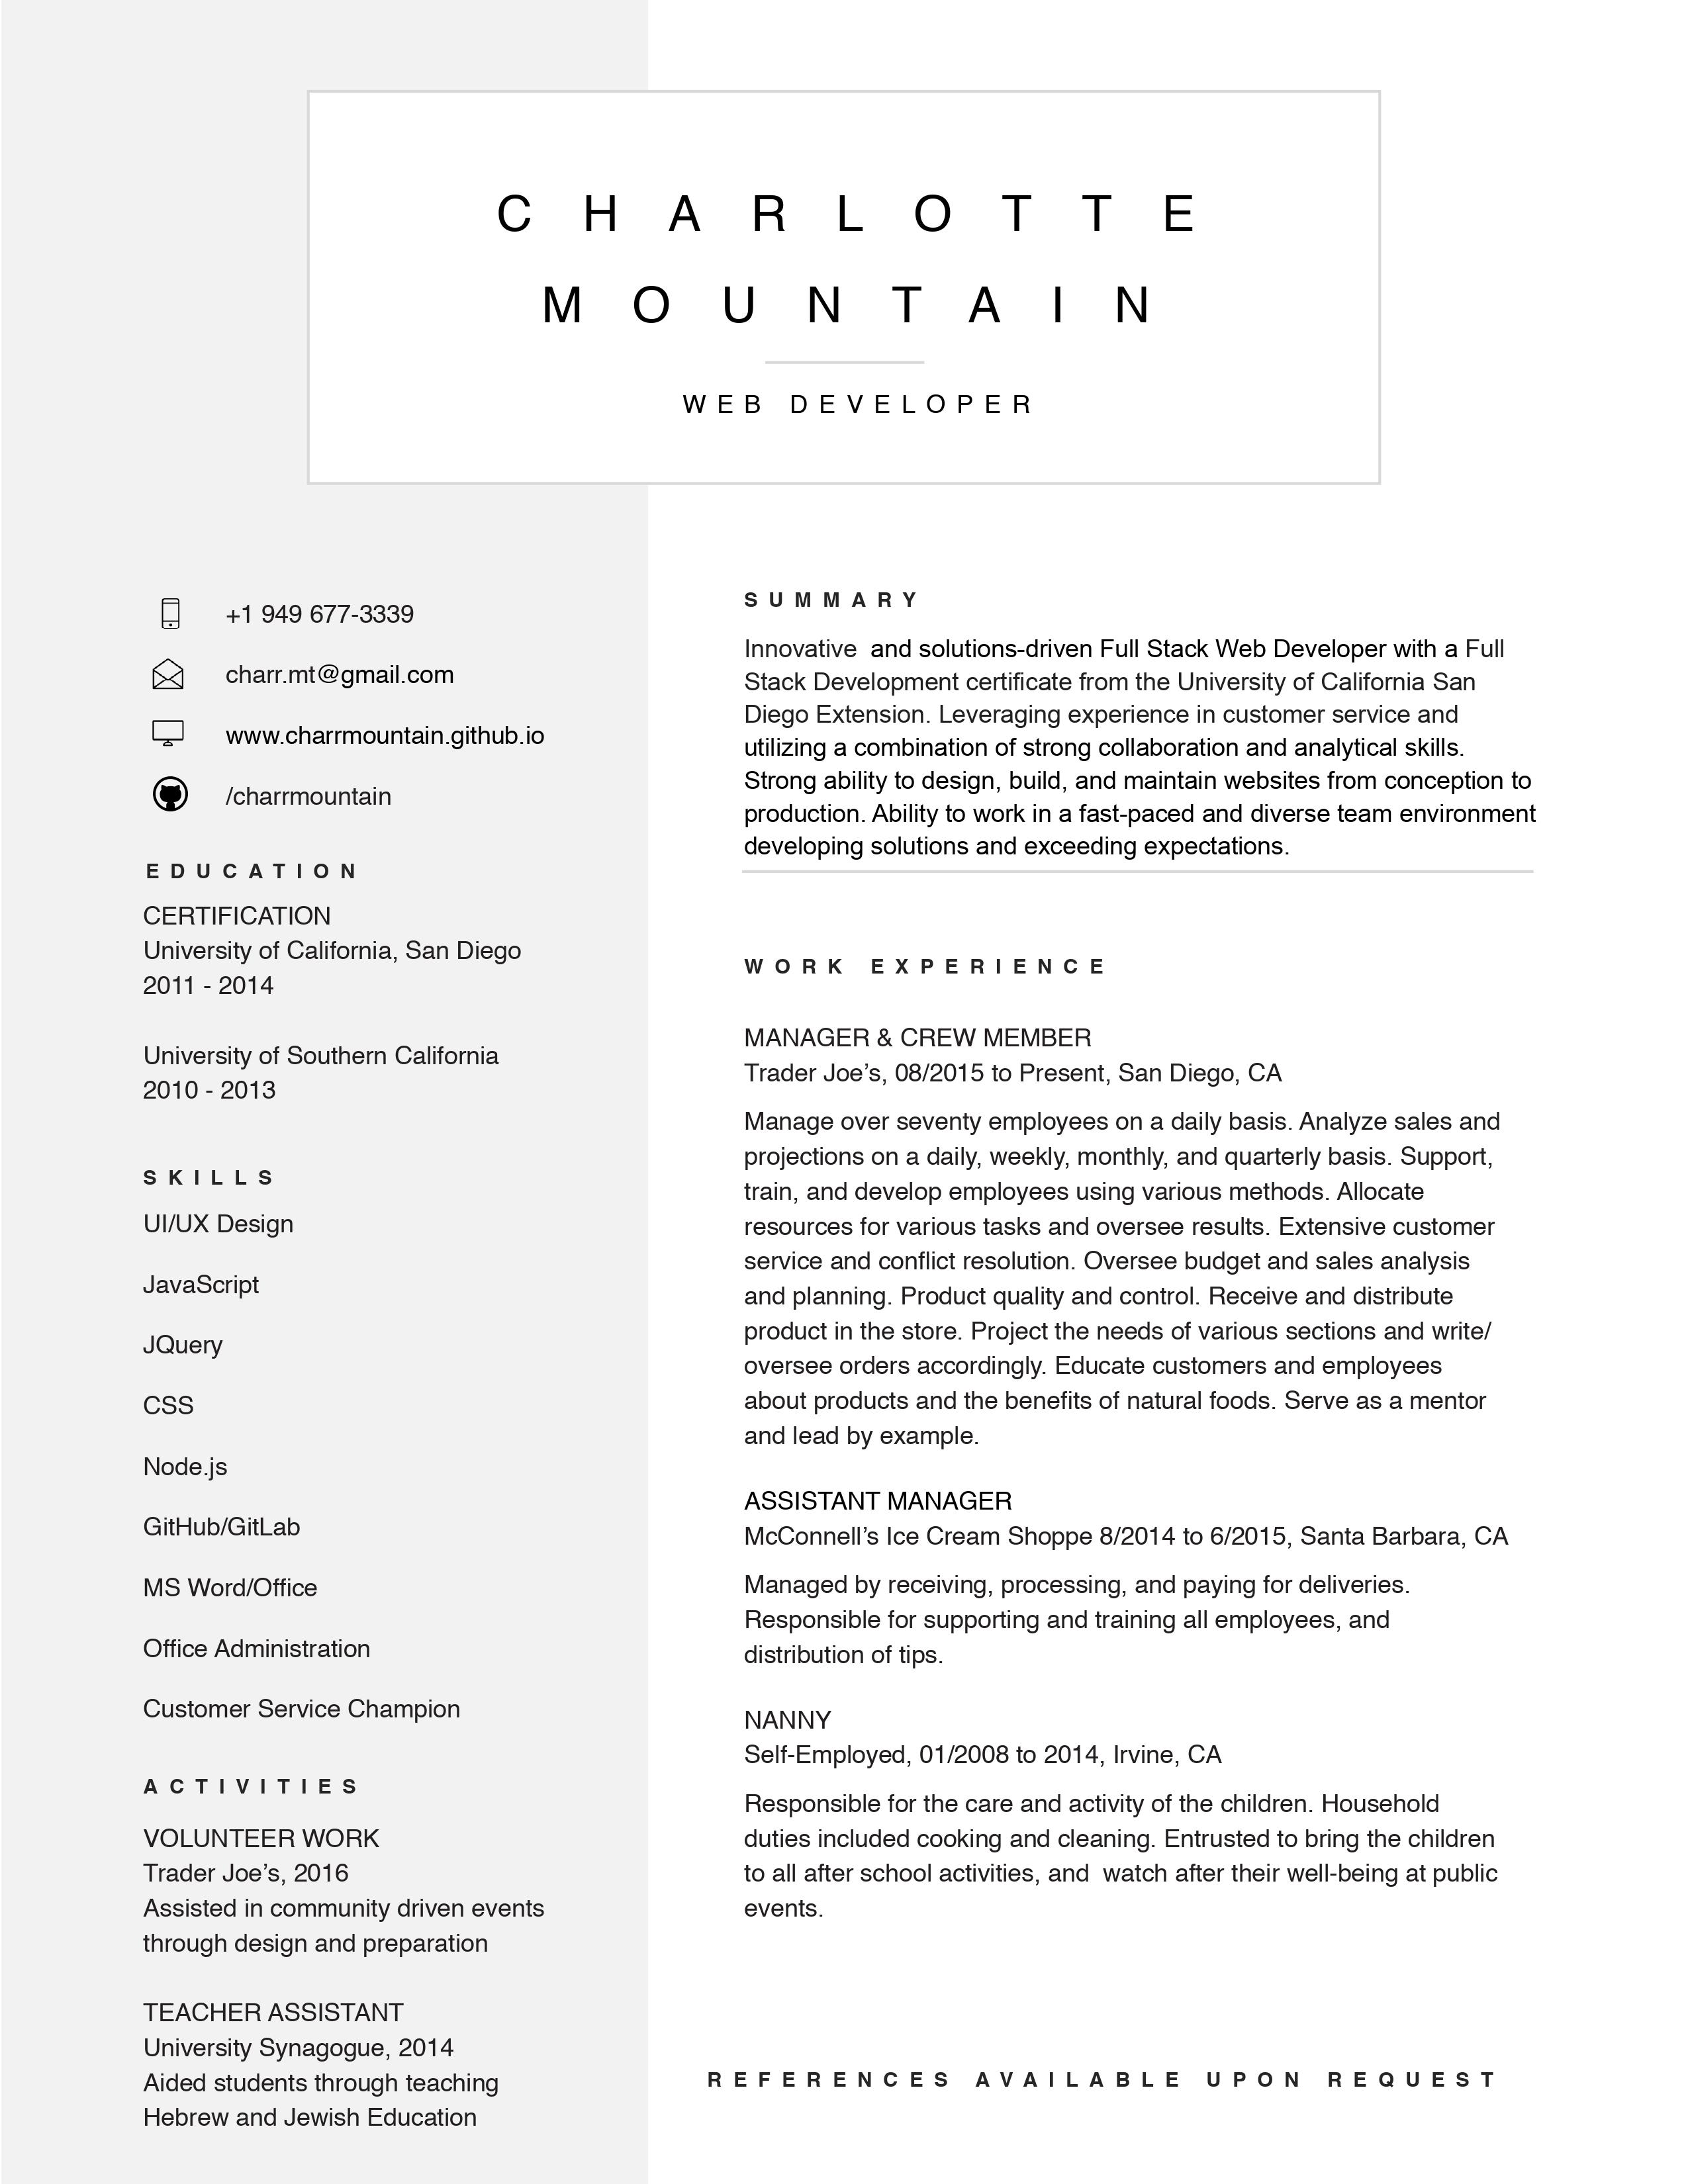 CHARLOTTE
MOUNTAIN
WEB DEVELOPER
+1 949 677-3339
charr.mt@gmail.com
www.charrmountain.github.io
/charrmountain
EDUCATION
CERTIFICATION
University of California, San Diego
2011 - 2014
University of Southern California
2010 - 2013
SKILLS
UI/UX Design
JavaScript
JQuery
CSS
Node.js
GitHub/GitLab
MS Word/Office
Office Administration
Customer Service Champion
ACTIVITIES
VOLUNTEER WORK
Trader Joe’s, 2016
Assisted in community driven events
through design and preparation
TEACHER ASSISTANT
University Synagogue, 2014
Aided students through teaching
Hebrew and Jewish Education
SUMMARY
Innovative  and solutions-driven Full Stack Web Developer with a Full
Stack Development certificate from the University of California San
Diego Extension. Leveraging experience in customer service and
utilizing a combination of strong collaboration and analytical skills.
Strong ability to design, build, and maintain websites from conception to
production. Ability to work in a fast-paced and diverse team environment
developing solutions and exceeding expectations.
WORK EXPERIENCE
MANAGER & CREW MEMBER
Trader Joe’s, 08/2015 to Present, San Diego, CA
Manage over seventy employees on a daily basis. Analyze sales and
projections on a daily, weekly, monthly, and quarterly basis. Support,
train, and develop employees using various methods. Allocate
resources for various tasks and oversee results. Extensive customer
service and conflict resolution. Oversee budget and sales analysis
and planning. Product quality and control. Receive and distribute
product in the store. Project the needs of various sections and write/
oversee orders accordingly. Educate customers and employees
about products and the benefits of natural foods. Serve as a mentor
and lead by example.
ASSISTANT MANAGER
McConnell’s Ice Cream Shoppe 8/2014 to 6/2015, Santa Barbara, CA
Managed by receiving, processing, and paying for deliveries.
Responsible for supporting and training all employees, and
distribution of tips.
NANNY
Self-Employed, 01/2008 to 2014, Irvine, CA
Responsible for the care and activity of the children. Household
duties included cooking and cleaning. Entrusted to bring the children
to all after school activities, and  watch after their well-being at public
events.
REFERENCES AVAILABLE UPON REQUEST